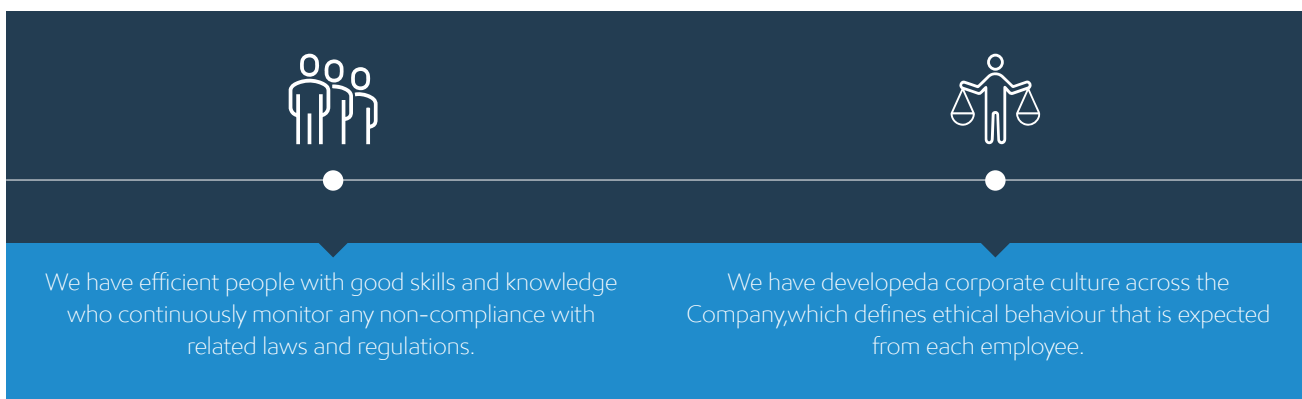 We have efficient people with good skills and knowledge
who continuously monitor any non-compliance with
related laws and regulations.
We have developeda corporate culture across the
Company,which defines ethical behaviour that is expected
from each employee.